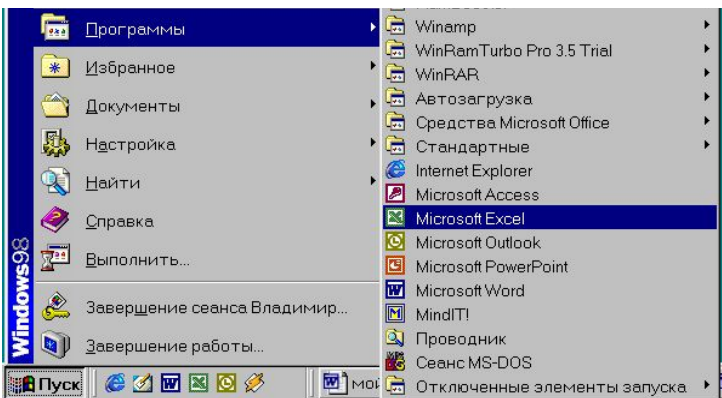 Программы
Избранное
Документы
Настройка
Найти
Справка
Выполнить...
Завершение сеанса Владимир...
Завершение работы...
Windows98
Winamp
WinRamTurbo Pro 3.5 Trial
WinRAR
Автозагрузка
Средства Microsoft Office
Стандартные
Internet Explorer
Microsoft Access
Microsoft Excel
Microsoft Outlook
Microsoft PowerPoint
Microsoft Word
MindIT!
Проводник
Сеанс MS-DOS
Отключенные элементы запуска
Пуск